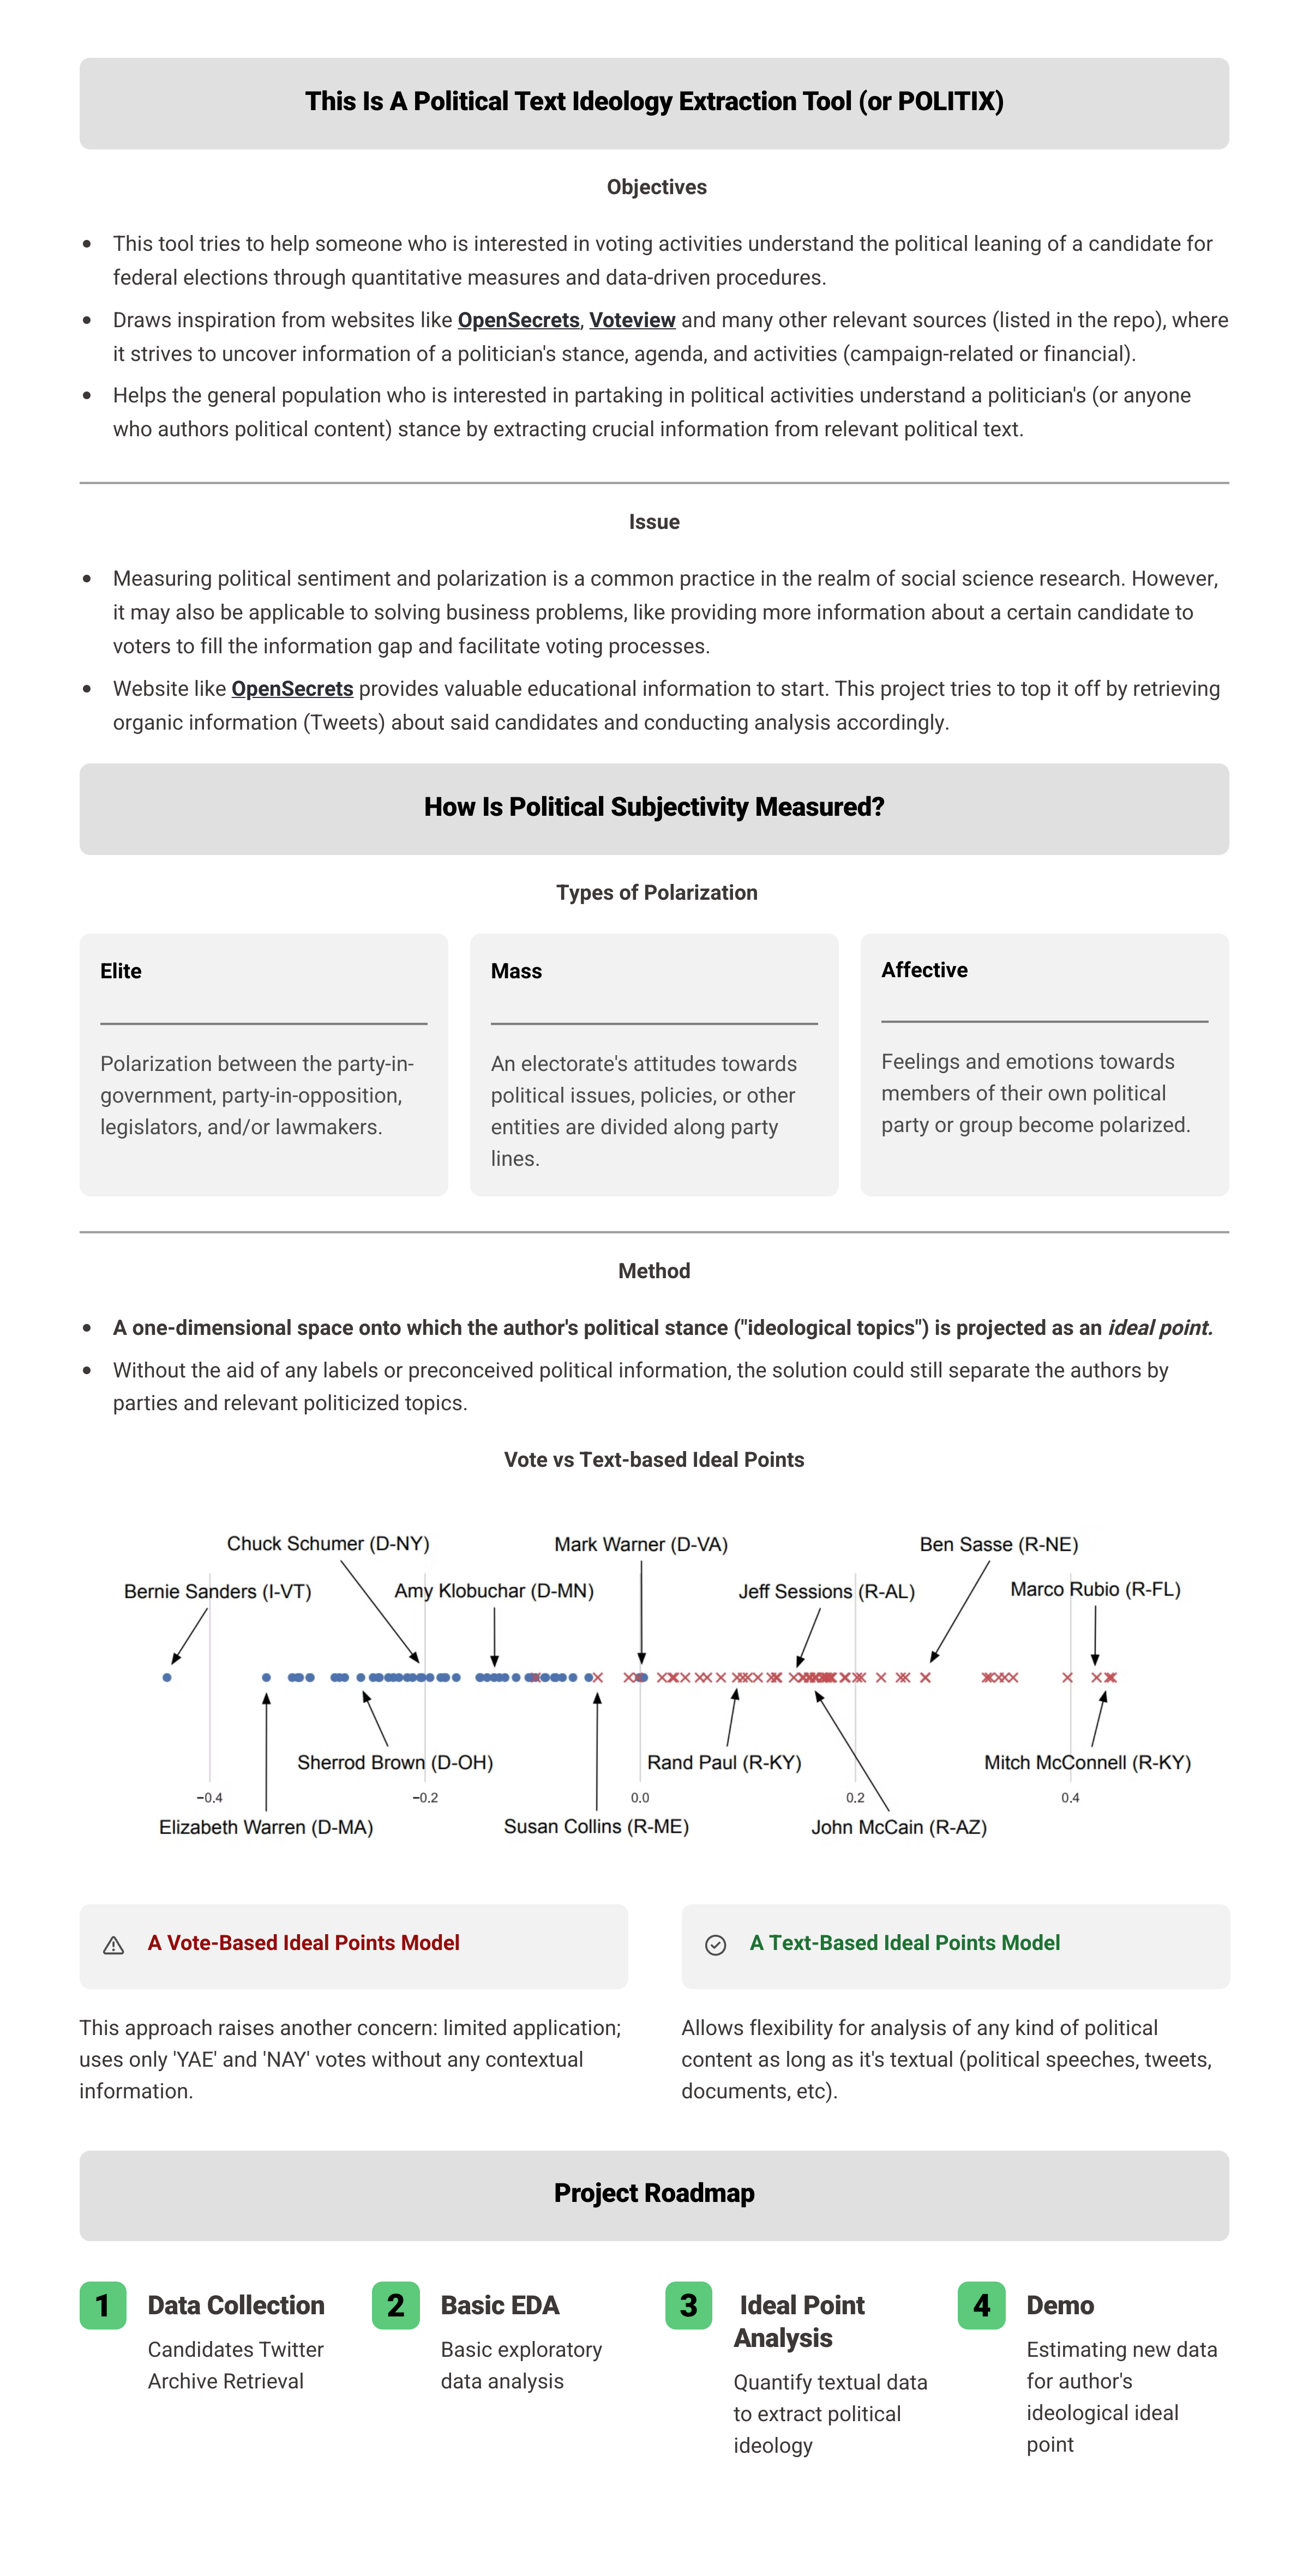 This Is A Political Text Ideology Extraction Tool (or POLITIX)
Objectives
This tool tries to help someone who is interested in voting activities understand the political leaning of a candidate for
federal elections through quantitative measures and data-driven procedures.
Draws inspiration from websites like OpenSecrets, Voteview and many other relevant sources (listed in the repo), where
it strives to uncover information of a politician's stance, agenda, and activities (campaign-related or financial).
Helps the general population who is interested in partaking in political activities understand a politician's (or anyone
who authors political content) stance by extracting crucial information from relevant political text.
Issue
Measuring political sentiment and polarization is a common practice in the realm of social science research. However,
it may also be applicable to solving business problems, like providing more information about a certain candidate to
voters to fill the information gap and facilitate voting processes.
Website like OpenSecrets provides valuable educational information to start. This project tries to top it off by retrieving
organic information (Tweets) about said candidates and conducting analysis accordingly.
How Is Political Subjectivity Measured?
Types of Polarization
Elite
Polarization between the party-in-
government, party-in-opposition,
legislators, and/or lawmakers.
Mass
An electorate's attitudes towards
political issues, policies, or other
entities are divided along party
lines.
Affective
Feelings and emotions towards
members of their own political
party or group become polarized.
Method
A one-dimensional space onto which the author's political stance ("ideological topics") is projected as an ideal point.
Without the aid of any labels or preconceived political information, the solution could still separate the authors by
parties and relevant politicized topics.
Vote vs Text-based Ideal Points
Chuck Schumer (D-NY)
Mark Warner (D-VA)
Ben Sasse (R-NE)
Bernie Sanders (I-VT)
Amy Klobuchar (D-MN)
Jeff Sessions (R-AL)
Marco Rubio (R-FL)
Sherrod Brown (D-OH)
Rand Paul (R-KY)
Mitch McConnell (R-KY)
−0.4
−0.2
0.0
0.2
0.4
Elizabeth Warren (D-MA)
Susan Collins (R-ME)
John McCain (R-AZ)
A Vote-Based Ideal Points Model
This approach raises another concern: limited application;
uses only 'YAE' and 'NAY' votes without any contextual
information.
A Text-Based Ideal Points Model
Allows flexibility for analysis of any kind of political
content as long as it's textual (political speeches, tweets,
documents, etc).
Project Roadmap
1
Data Collection
Candidates Twitter
Archive Retrieval
2
Basic EDA
Basic exploratory
data analysis
3
Ideal Point
Analysis
Quantify textual data
to extract political
ideology
4
Demo
Estimating new data
for author's
ideological ideal
point